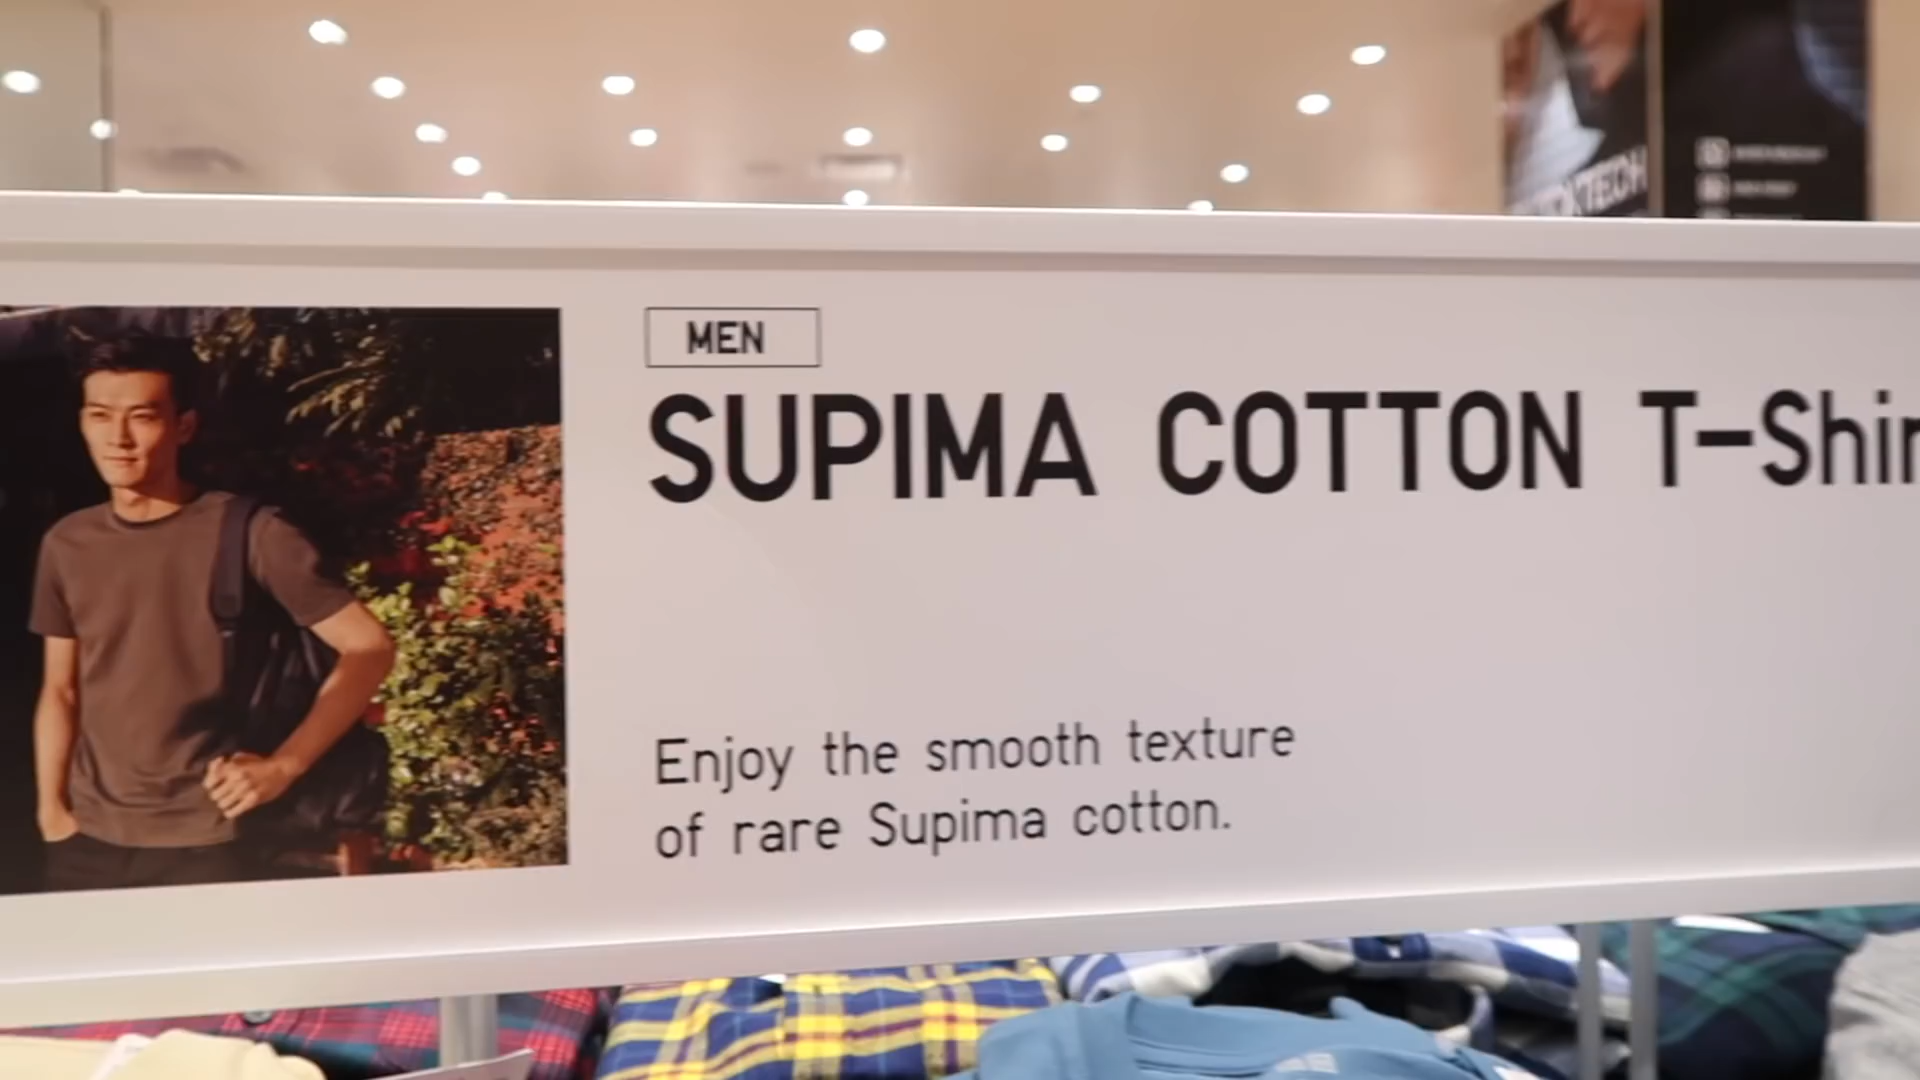 MEN
SUPIMA COTTON T-Shir
Enjoy the smooth texture
of rare Supima cotton.